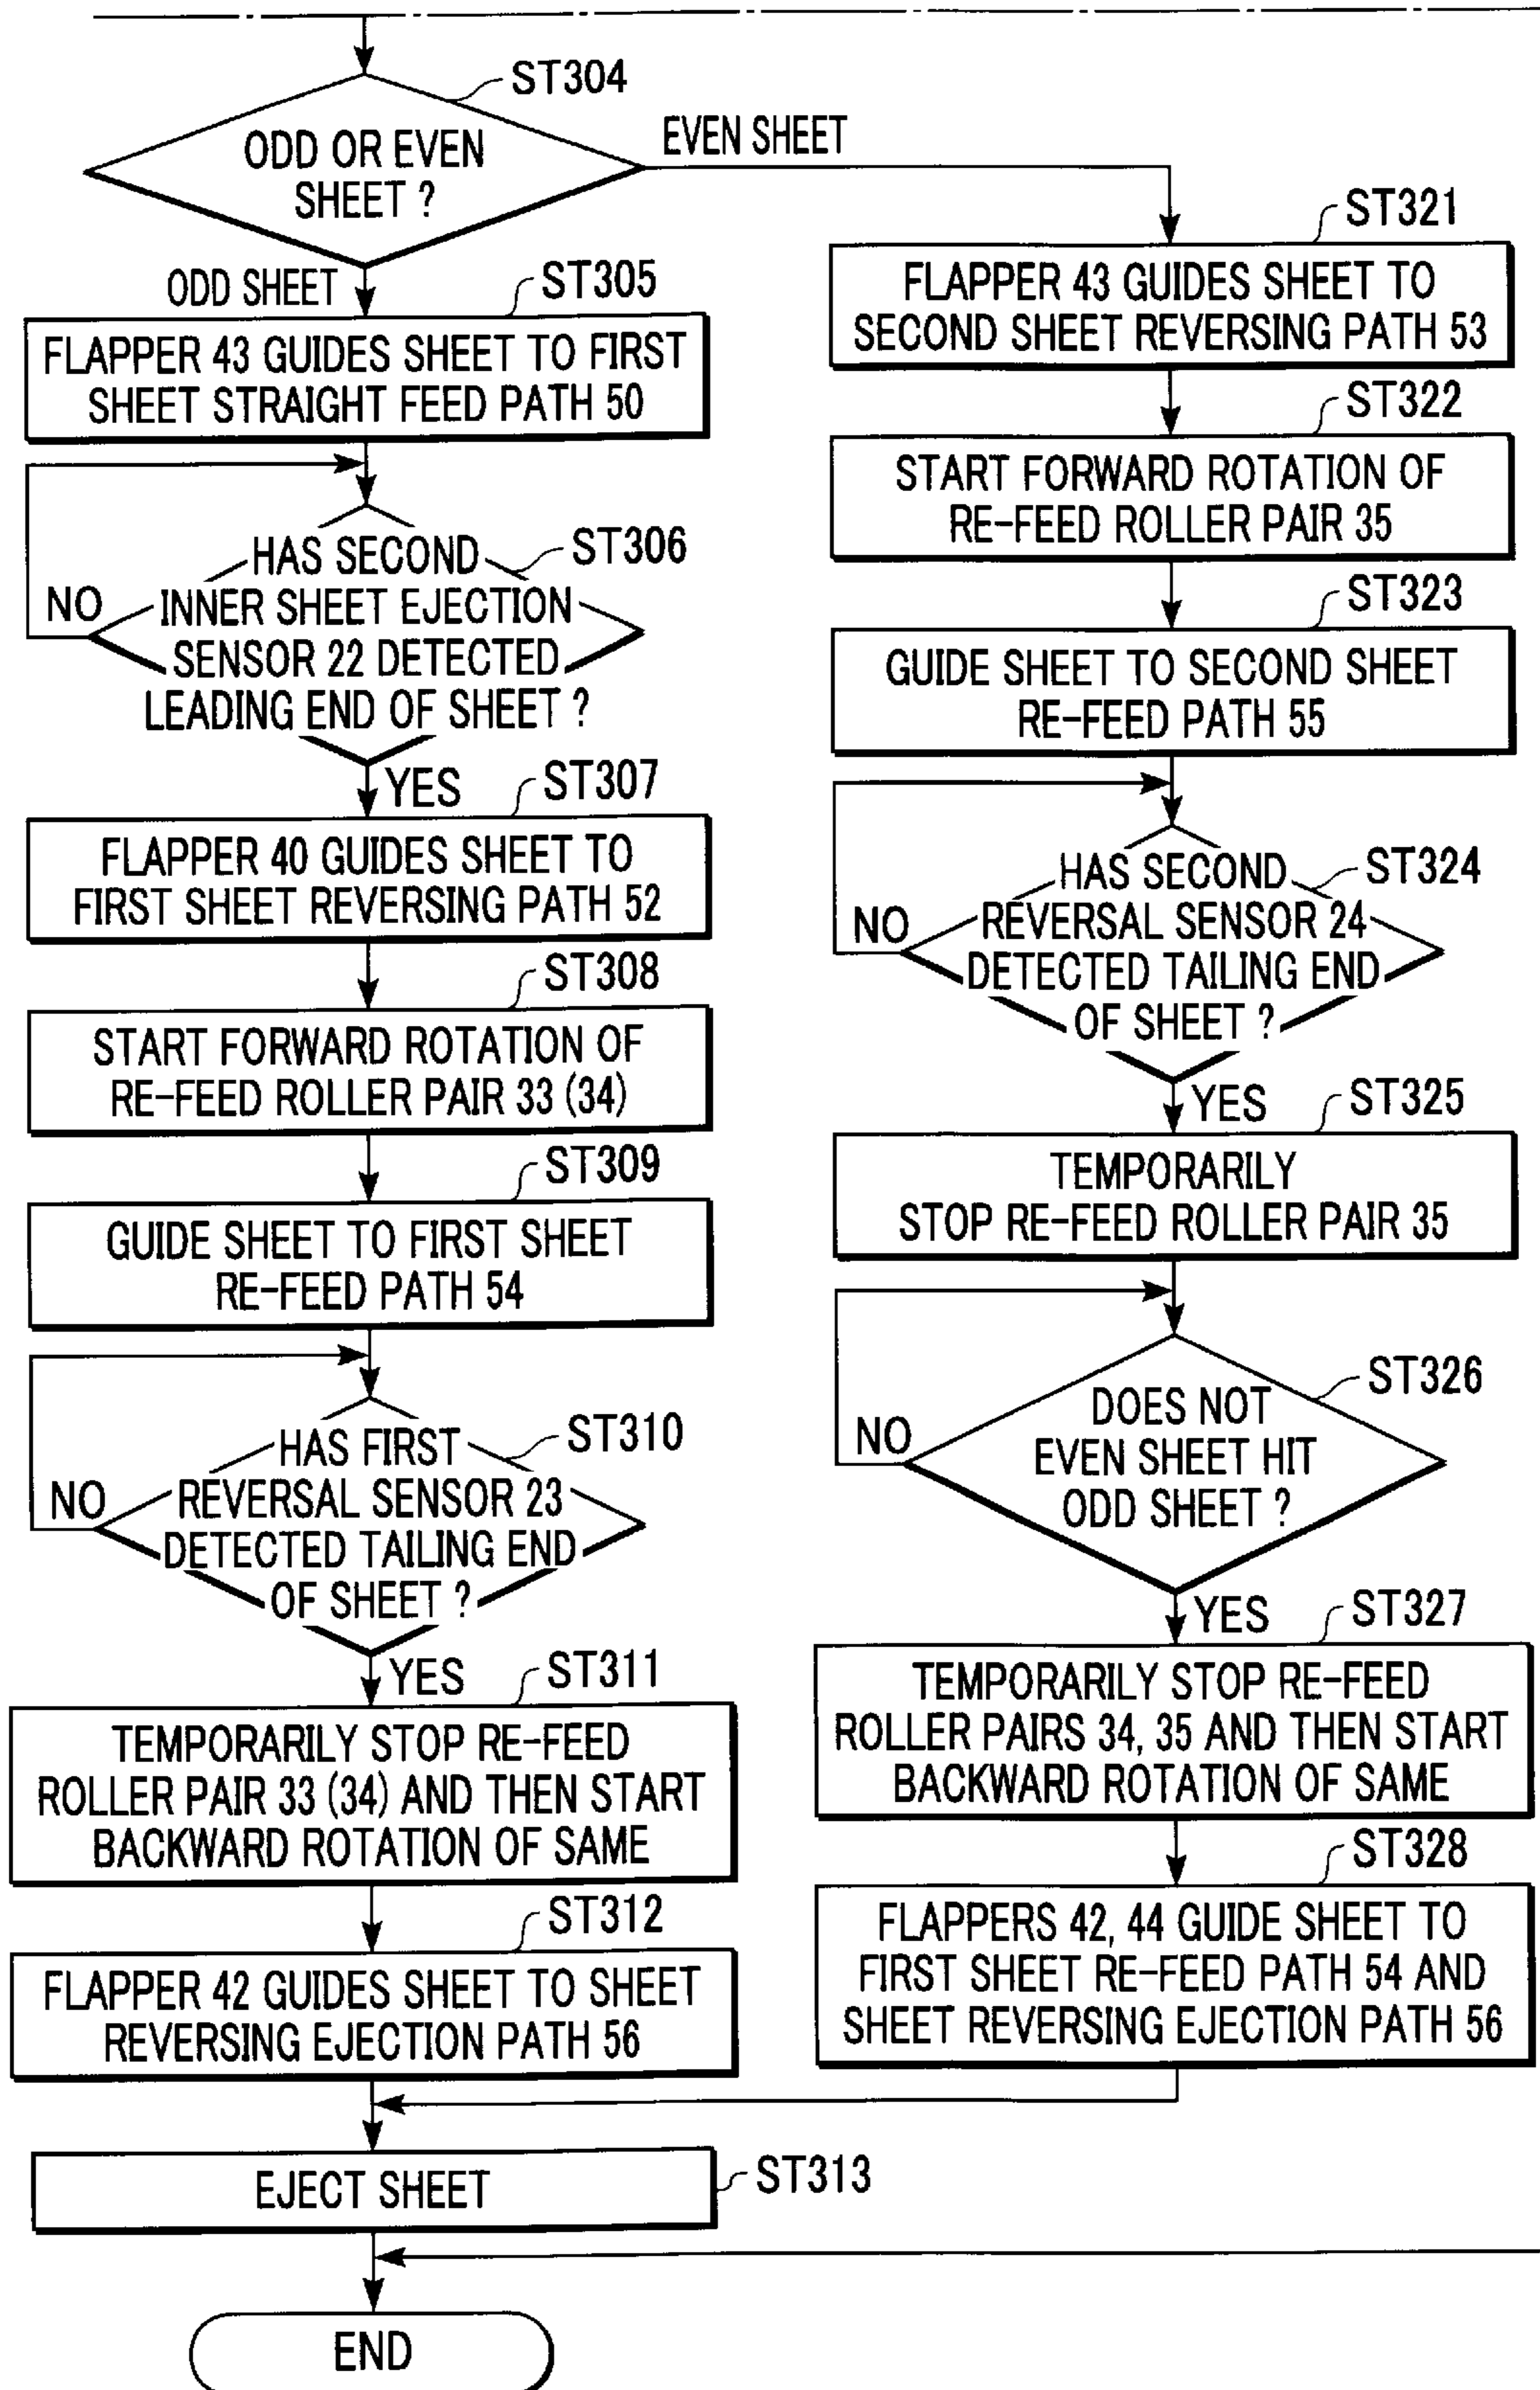 ST304
ODD OR EVEN
SHEET ?
EVEN SHEET
ODD SHEET
ST305
FLAPPER 43 GUIDES SHEET TO FIRST
SHEET STRAIGHT FEED PATH 50
ST306
HAS SECOND
INNER SHEET EJECTION
SENSOR 22 DETECTED
LEADING END OF SHEET ?
NO
YES
ST307
FLAPPER 40 GUIDES SHEET TO
FIRST SHEET REVERSING PATH 52
ST308
START FORWARD ROTATION OF
RE-FEED ROLLER PAIR 33 (34)
ST309
GUIDE SHEET TO FIRST SHEET
RE-FEED PATH 54
ST310
HAS FIRST
REVERSAL SENSOR 23
DETECTED TAILING END
OF SHEET ?
NO
YES
ST311
TEMPORARILY STOP RE-FEED
ROLLER PAIR 33 (34) AND THEN START
BACKWARD ROTATION OF SAME
ST312
FLAPPER 42 GUIDES SHEET TO SHEET
REVERSING EJECTION PATH 56
ST321
FLAPPER 43 GUIDES SHEET TO
SECOND SHEET REVERSING PATH 53
ST322
START FORWARD ROTATION OF
RE-FEED ROLLER PAIR 35
ST323
GUIDE SHEET TO SECOND SHEET
RE-FEED PATH 55
ST324
HAS SECOND
REVERSAL SENSOR 24
DETECTED TAILING END
OF SHEET ?
NO
YES
ST325
TEMPORARILY
STOP RE-FEED ROLLER PAIR 35
ST326
DOES NOT
EVEN SHEET HIT
ODD SHEET ?
NO
YES
ST327
TEMPORARILY STOP RE-FEED
ROLLER PAIRS 34, 35 AND THEN START
BACKWARD ROTATION OF SAME
ST328
FLAPPERS 42, 44 GUIDE SHEET TO
FIRST SHEET RE-FEED PATH 54 AND
SHEET REVERSING EJECTION PATH 56
EJECT SHEET
ST313
END